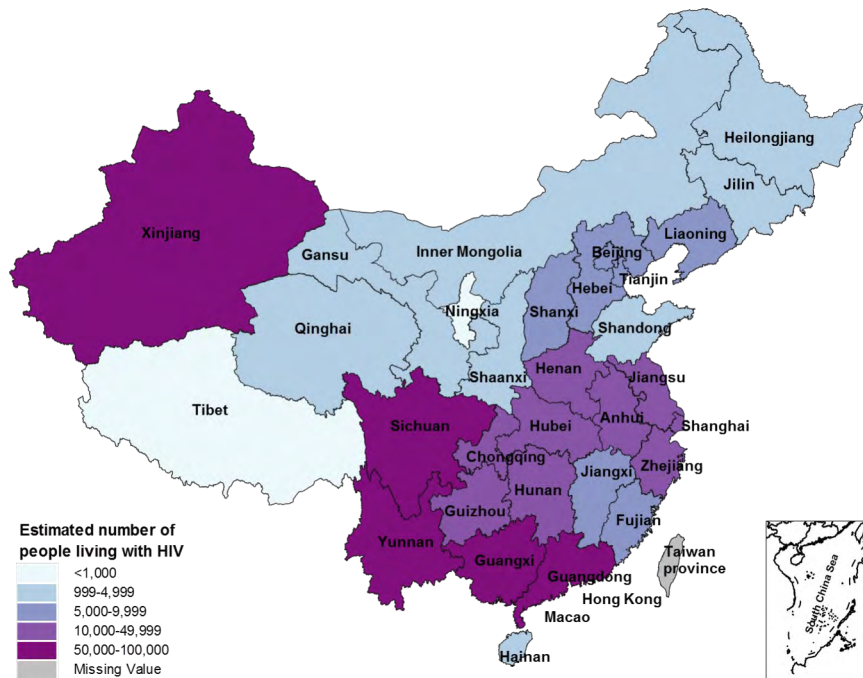 Heilongjiang
Jilin
Xinjiang
Liaoning
Gansu
Inner Mongolia
Beijing
Tianjin
Hebei
Ningxia
Shanxi
Qinghai
Shandong
Shaanxi
Henan
Jiangsu
Tibet
Sichuan
Hubei
Anhui
Shanghai
Chongqing
Jiangxi
Zhejiang
Hunan
Guizhou
Fujian
Yunnan
Guangxi
Guangdong
Taiwan
province
Hong Kong
Macao
Hainan
South China Sea
Estimated number of
people living with HIV
<1,000
999-4,999
5,000-9,999
10,000-49,999
50,000-100,000
Missing Value